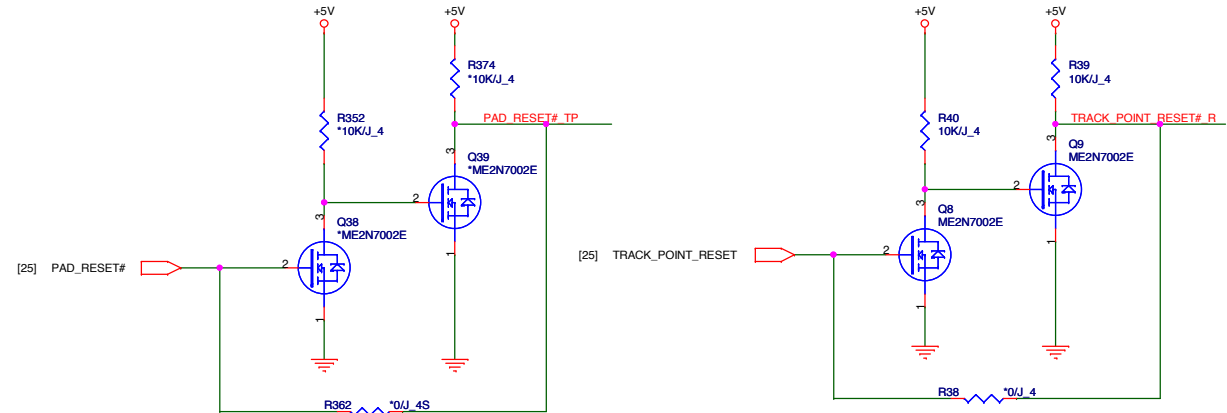 +5V
+5V
R374
*10K/J_4
R352
*10K/J_4
PAD_RESET#_TP
3
Q39
*ME2N7002E
2
3
Q38
*ME2N7002E
[25] PAD_RESET#
2
1
1
R362 *0/J_4S
+5V
+5V
R39
10K/J_4
R40
10K/J_4
TRACK_POINT_RESET#_R
3
Q9
ME2N7002E
2
3
Q8
ME2N7002E
[25] TRACK_POINT_RESET
2
1
1
R38 *0/J_4